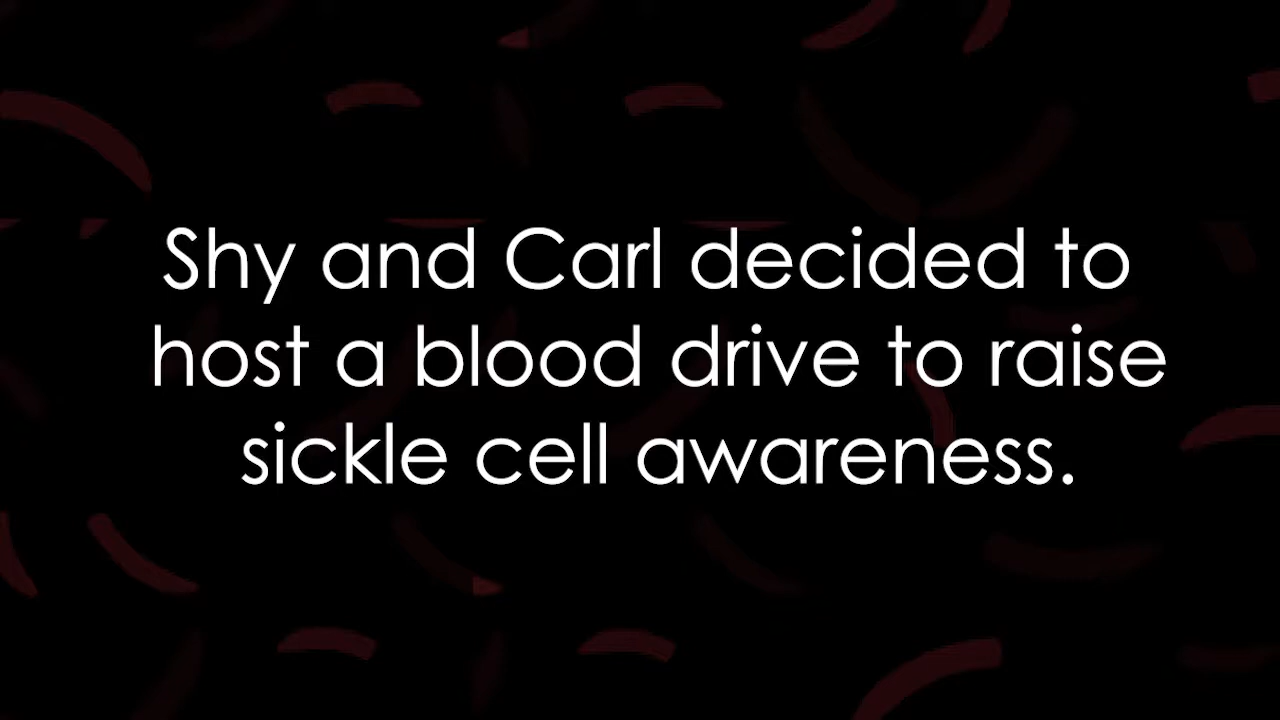 Shy and Carl decided to
host a blood drive to raise
sickle cell awareness.